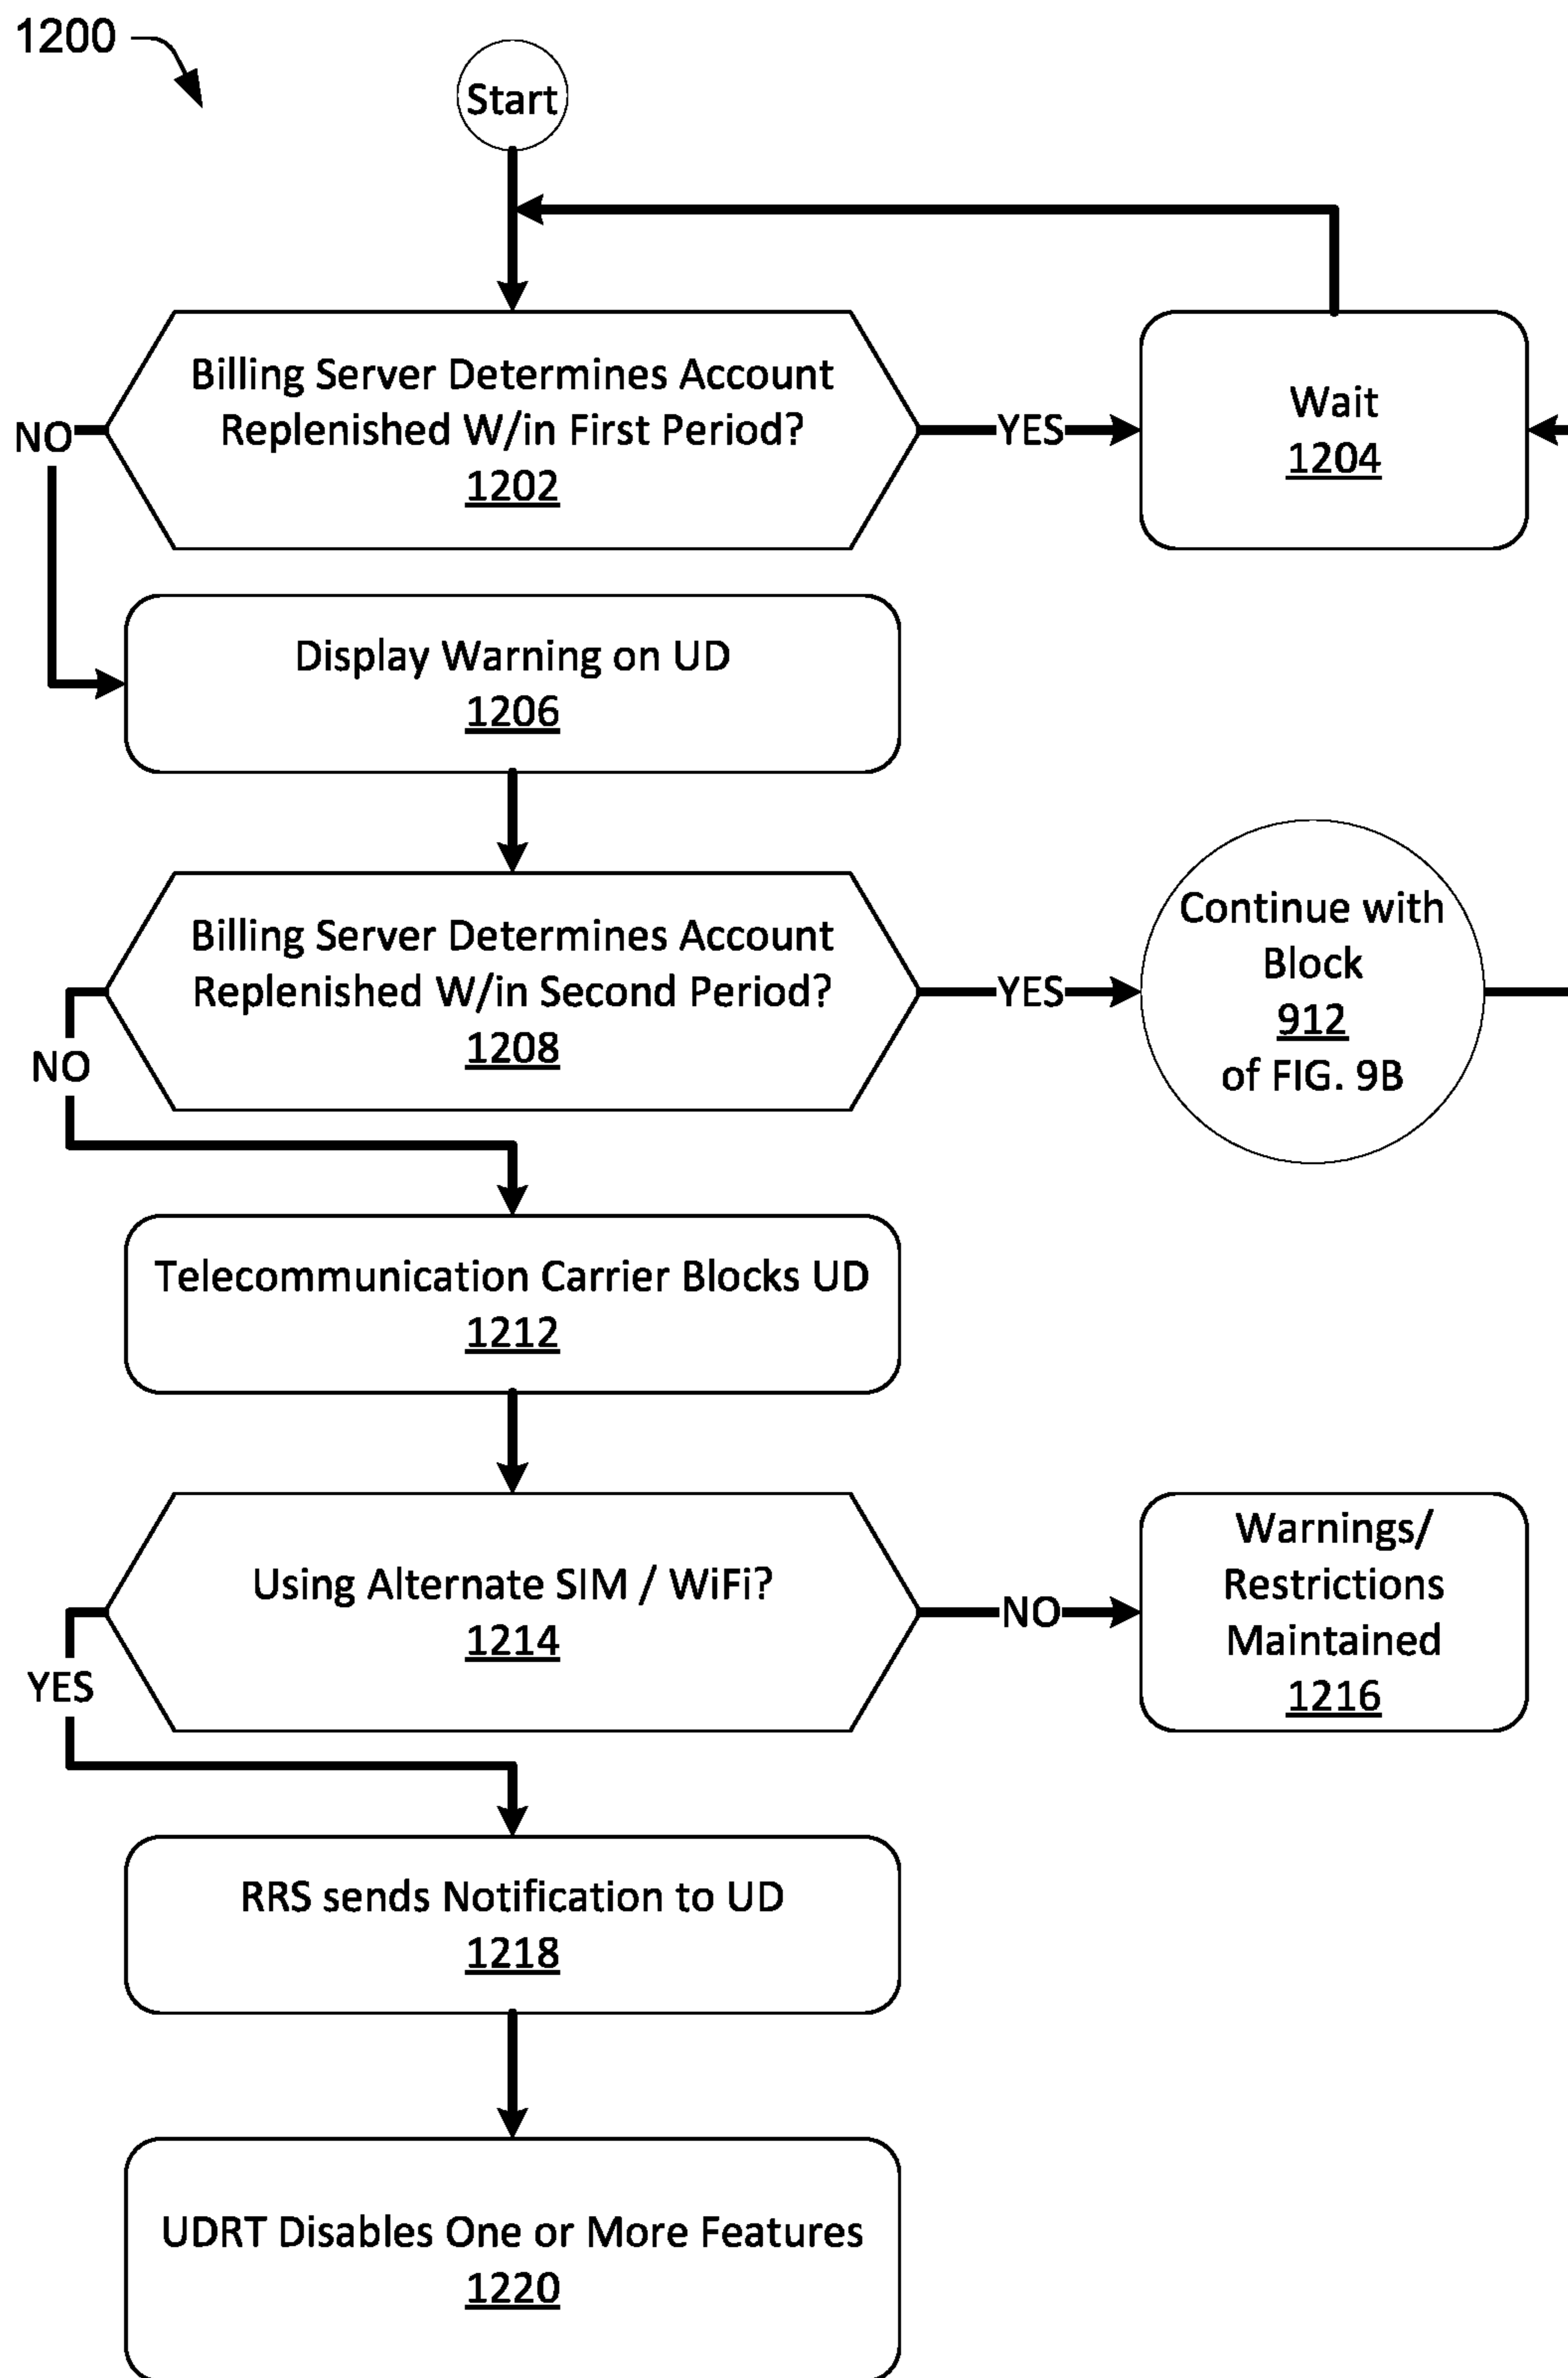 1200
Start
Billing Server Determines Account
Replenished W/in First Period?
1202
NO
YES
Wait
1204
Display Warning on UD
1206
Billing Server Determines Account
Replenished W/in Second Period?
1208
NO
YES
Continue with
Block
912
of FIG. 9B
Telecommunication Carrier Blocks UD
1212
Using Alternate SIM / WiFi?
1214
YES
NO
Warnings/
Restrictions
Maintained
1216
RRS sends Notification to UD
1218
UDRT Disables One or More Features
1220